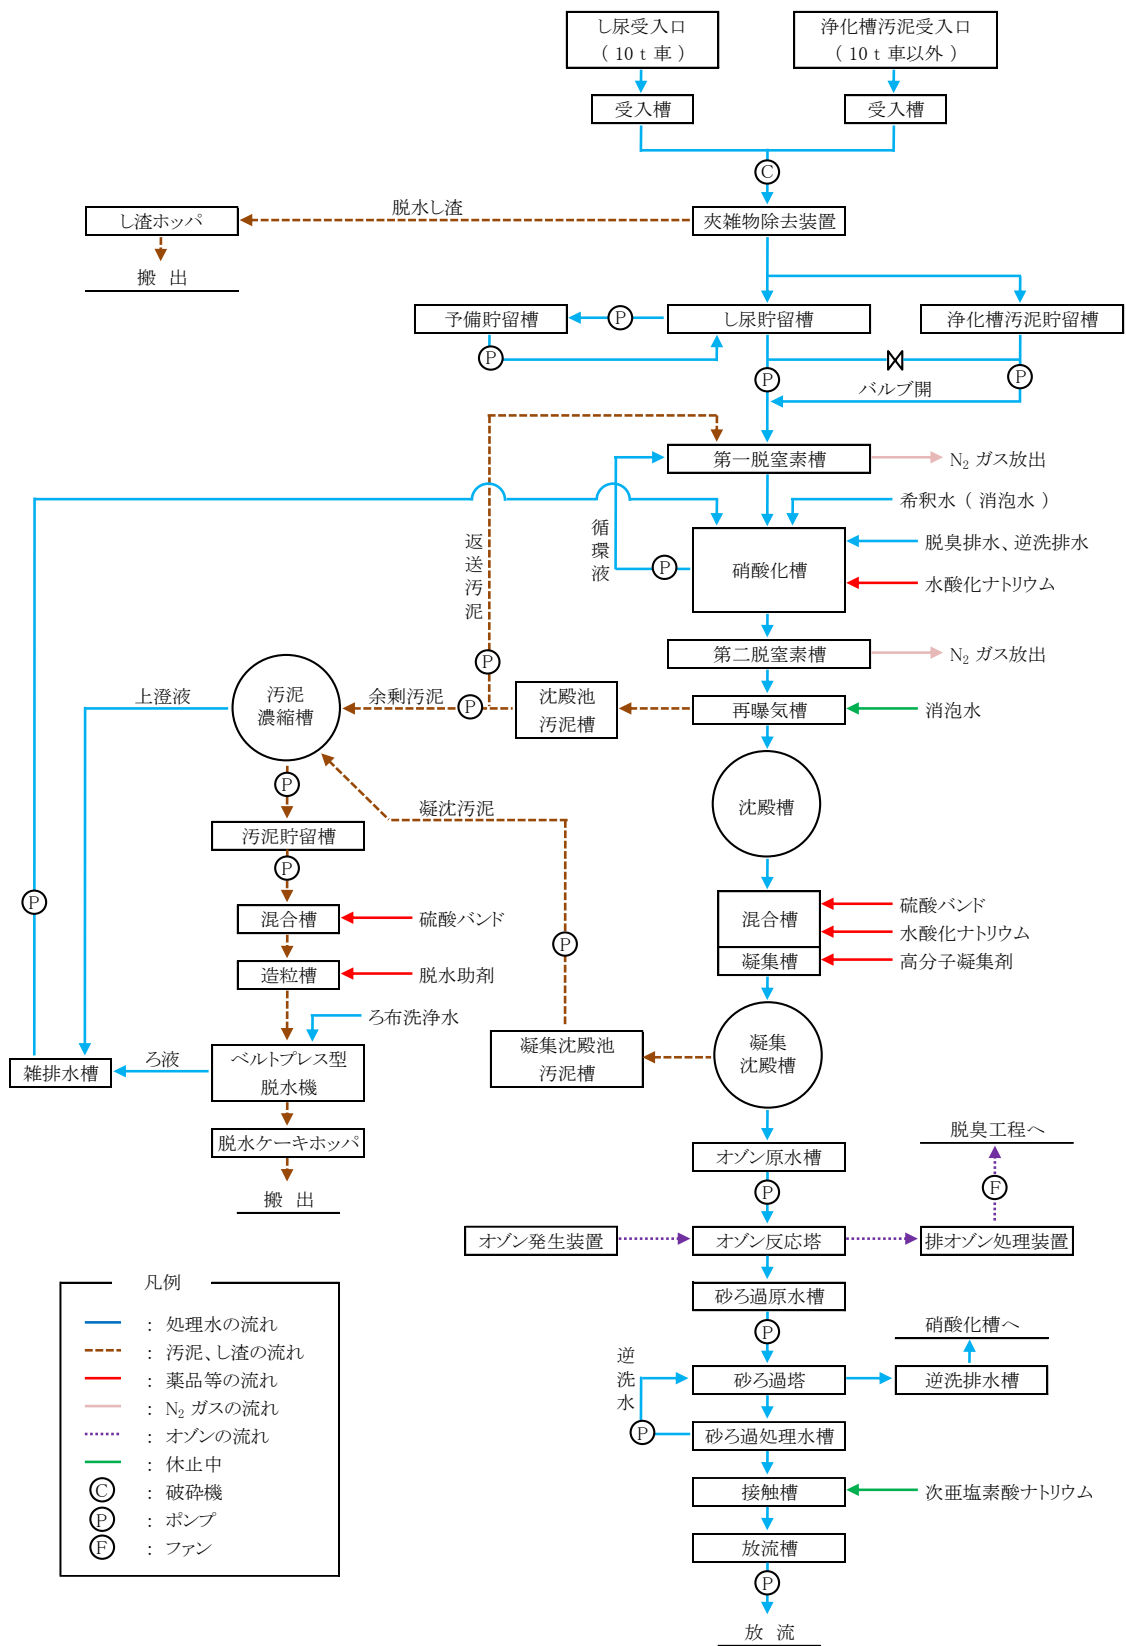 し尿受入口
（ 10 t 車 ）
浄化槽汚泥受入口
（ 10 t 車以外 ）
受入槽
受入槽
C
脱水し渣
し渣ホッパ
夾雑物除去装置
搬 出
予備貯留槽
P
し尿貯留槽
浄化槽汚泥貯留槽
P
P
P
バルブ開
第一脱窒素槽
N₂ ガス放出
希釈水（ 消泡水 ）
循環液
返送汚泥
脱臭排水、逆洗排水
P
硝酸化槽
水酸化ナトリウム
第二脱窒素槽
N₂ ガス放出
P
上澄液
汚泥
濃縮槽
余剰汚泥
P
沈殿池
汚泥槽
再曝気槽
消泡水
P
凝沈汚泥
沈殿槽
汚泥貯留槽
P
P
混合槽
硫酸バンド
混合槽
硫酸バンド
水酸化ナトリウム
P
凝集槽
高分子凝集剤
造粒槽
脱水助剤
ろ布洗浄水
雑排水槽
ろ液
ベルトプレス型
脱水機
凝集沈殿池
汚泥槽
凝集
沈殿槽
脱水ケーキホッパ
搬 出
オゾン原水槽
脱臭工程へ
P
F
オゾン発生装置
オゾン反応塔
排オゾン処理装置
砂ろ過原水槽
P
硝酸化槽へ
逆洗水
砂ろ過塔
逆洗排水槽
P
砂ろ過処理水槽
接触槽
次亜塩素酸ナトリウム
放流槽
P
放 流
凡例
： 処理水の流れ
： 汚泥、し渣の流れ
： 薬品等の流れ
： N₂ ガスの流れ
： オゾンの流れ
： 休止中
C ： 破砕機
P ： ポンプ
F ： ファン